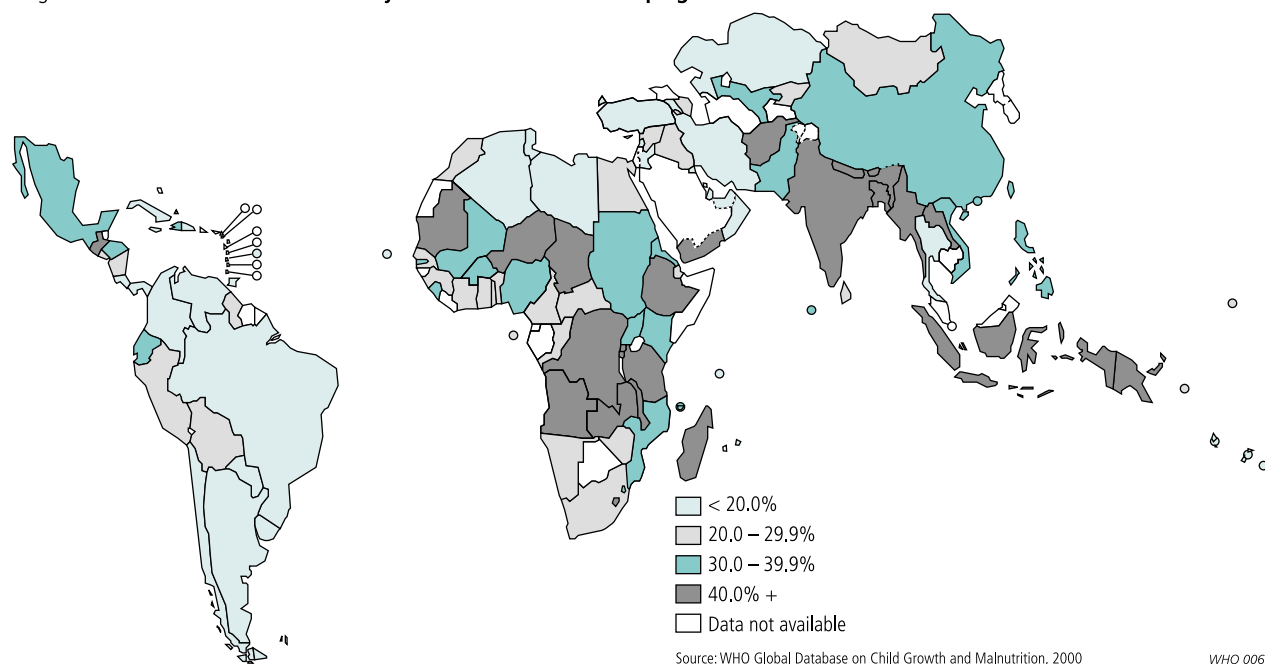 < 20.0%
20.0 – 29.9%
30.0 – 39.9%
40.0% +
Data not available
Source: WHO Global Database on Child Growth and Malnutrition, 2000
WHO 006